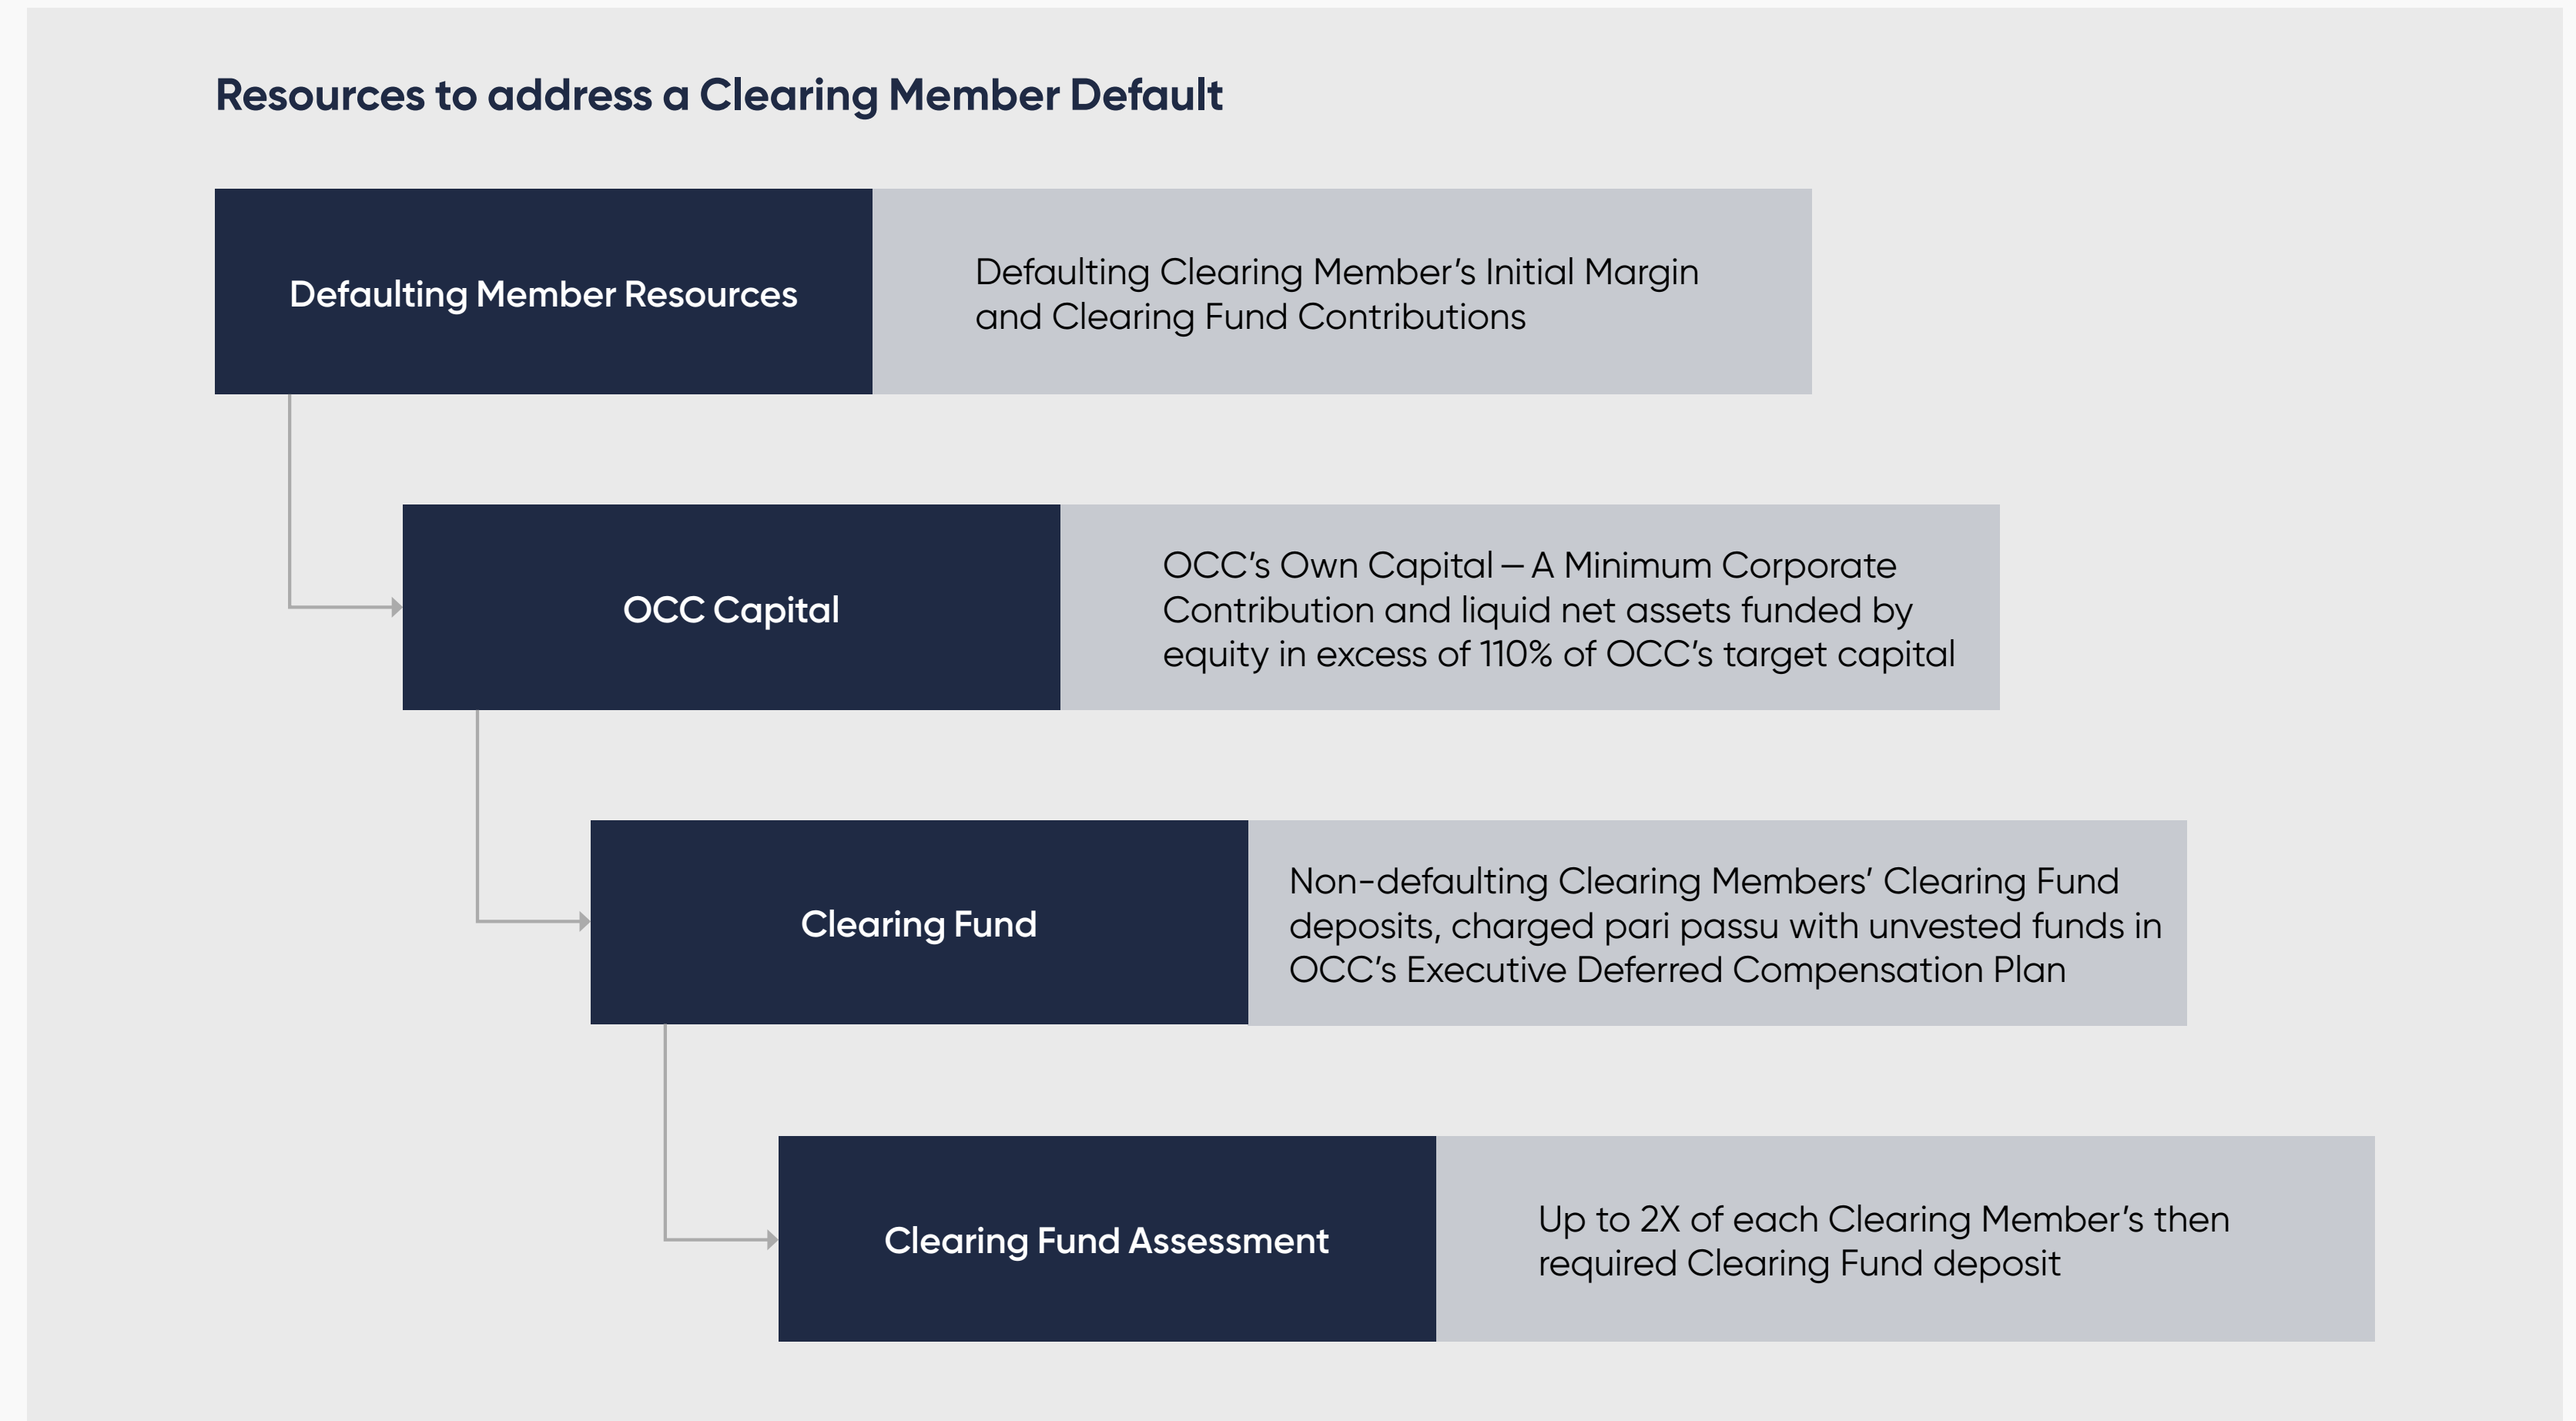 Resources to address a Clearing Member Default
Defaulting Member Resources
Defaulting Clearing Member’s Initial Margin
and Clearing Fund Contributions
OCC Capital
OCC’s Own Capital — A Minimum Corporate
Contribution and liquid net assets funded by
equity in excess of 110% of OCC’s target capital
Clearing Fund
Non-defaulting Clearing Members’ Clearing Fund
deposits, charged pari passu with unvested funds in
OCC’s Executive Deferred Compensation Plan
Clearing Fund Assessment
Up to 2X of each Clearing Member’s then
required Clearing Fund deposit